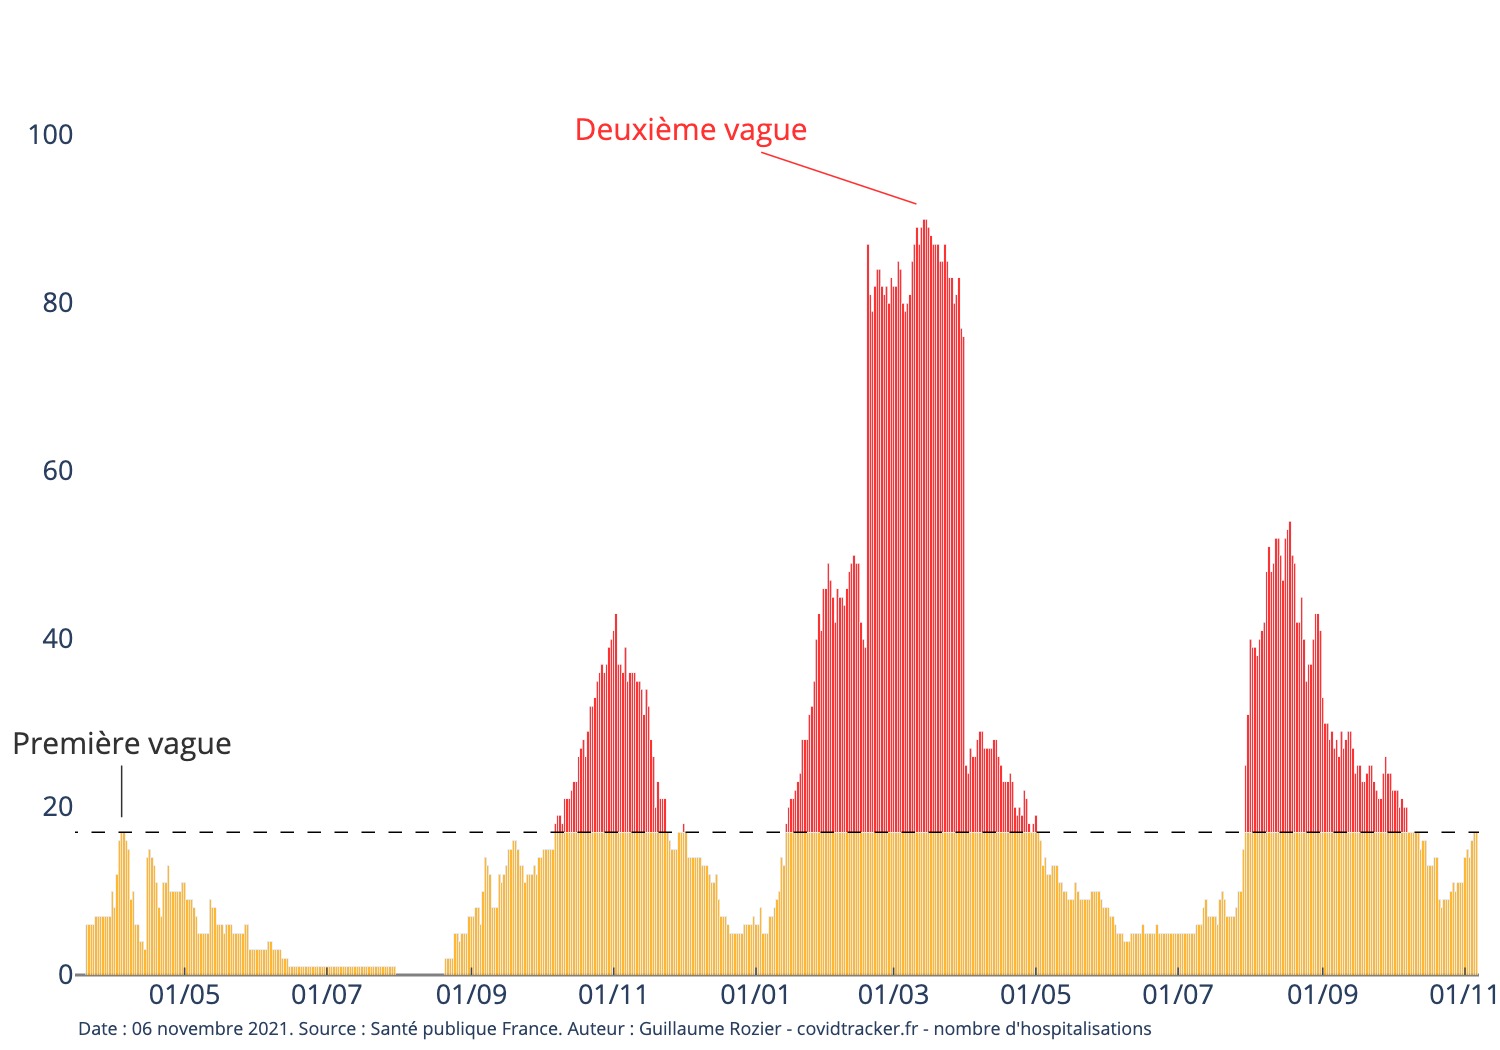 100
Deuxième vague
80
60
40
Première vague
20
0
01/05 01/07 01/09 01/11 01/01 01/03 01/05 01/07 01/09 01/11
Date : 06 novembre 2021. Source : Santé publique France. Auteur : Guillaume Rozier - covidtracker.fr - nombre d'hospitalisations